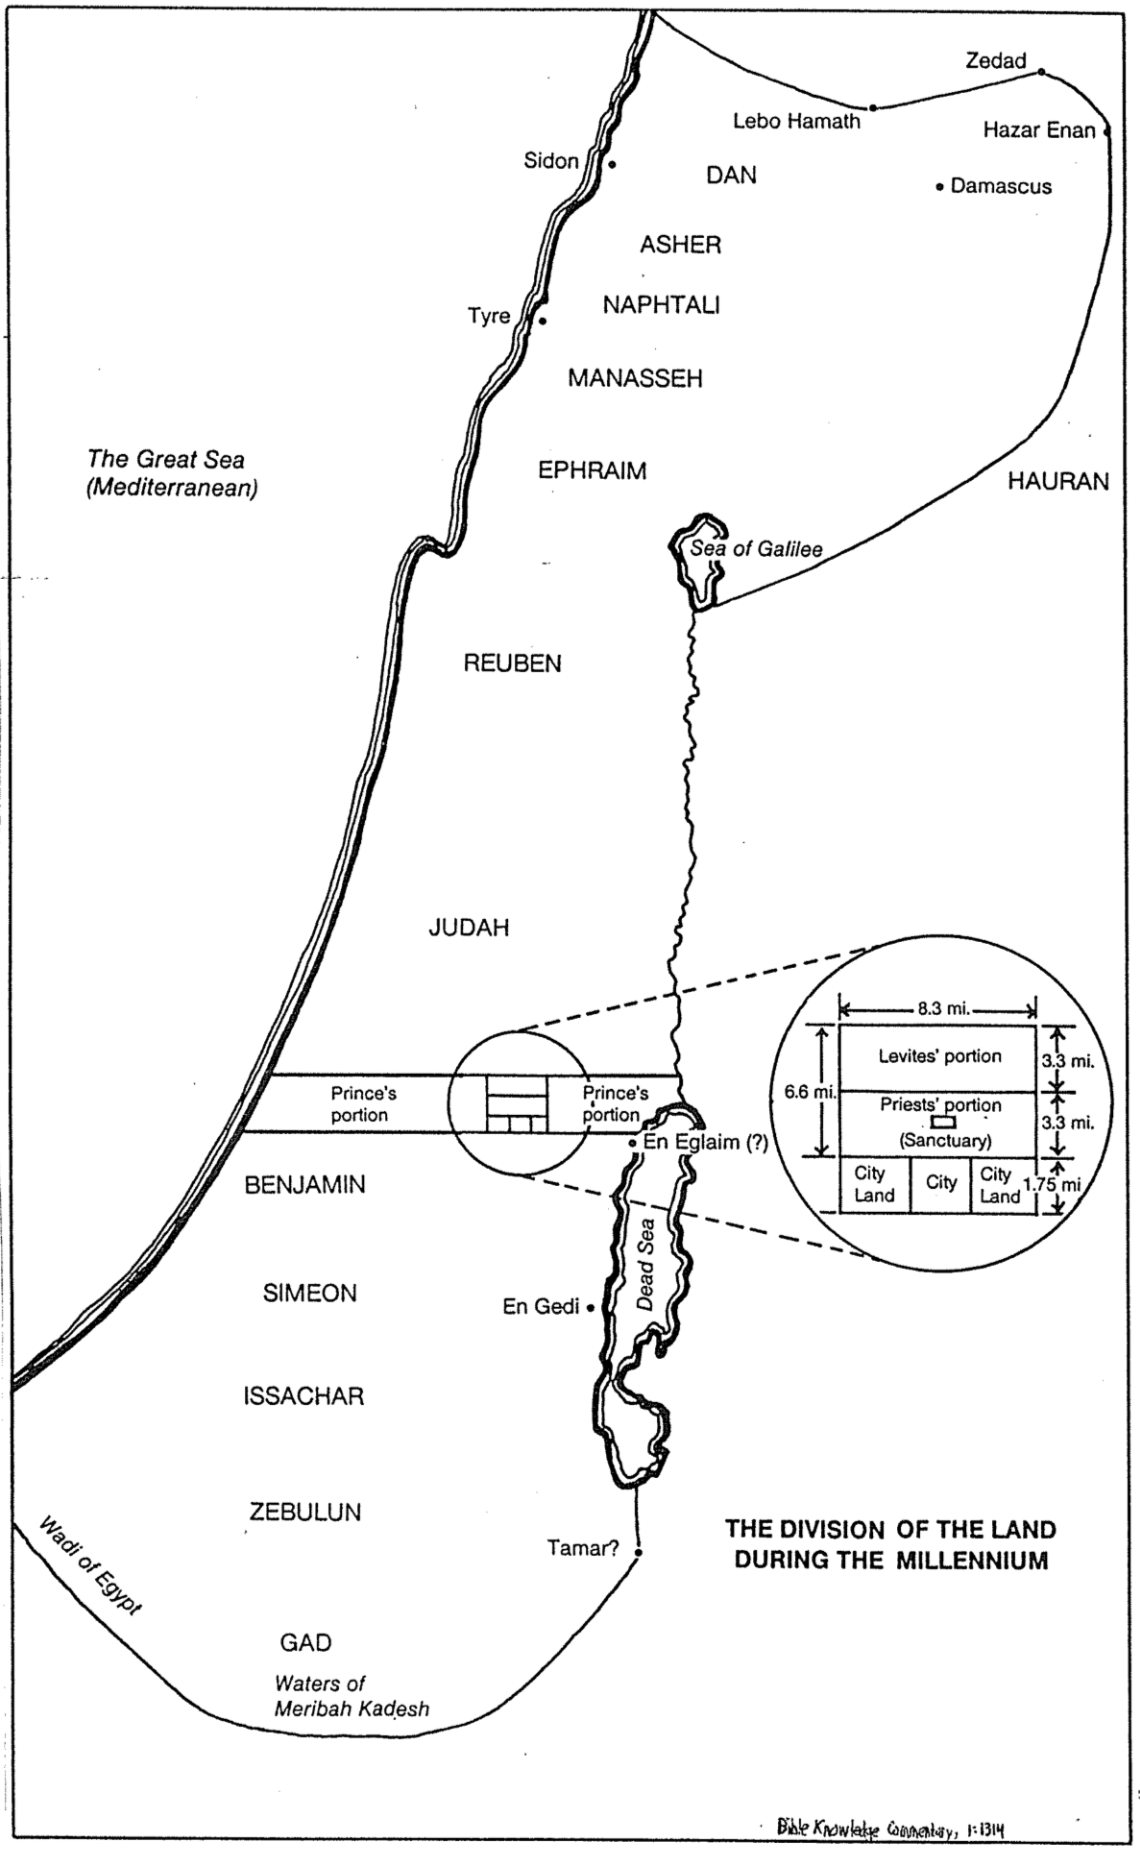 Zedad
Lebo Hamath
Hazar Enan
Sidon
DAN
Damascus
ASHER
NAPHTALI
Tyre
MANASSEH
The Great Sea
(Mediterranean)
EPHRAIM
HAURAN
Sea of Galilee
REUBEN
JUDAH
8.3 mi.
Levites' portion
3.3 mi.
6.6 mi.
Priests' portion
(Sanctuary)
3.3 mi.
City
Land
City
City
Land
1.75 mi
Prince's
portion
Prince's
portion
En Eglaim (?)
BENJAMIN
SIMEON
Dead Sea
En Gedi
ISSACHAR
ZEBULUN
Wadi of Egypt
Tamar?
THE DIVISION OF THE LAND
DURING THE MILLENNIUM
GAD
Waters of
Meribah Kadesh
Bible Knowledge Commentary, 1:1314